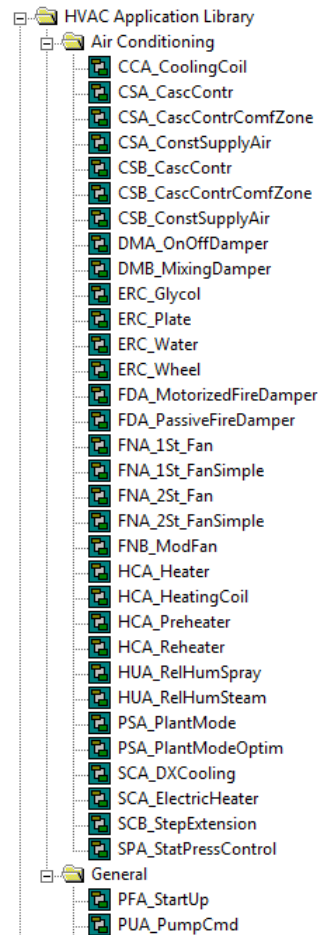 HVAC Application Library
Air Conditioning
CCA_CoolingCoil
CSA_CascContr
CSA_CascContrComfZone
CSA_ConstSupplyAir
CSB_CascContr
CSB_CascContrComfZone
CSB_ConstSupplyAir
DMA_OnOffDamper
DMB_MixingDamper
ERC_Glycol
ERC_Plate
ERC_Water
ERC_Wheel
FDA_MotorizedFireDamper
FDA_PassiveFireDamper
FNA_1St_Fan
FNA_1St_FanSimple
FNA_2St_Fan
FNA_2St_FanSimple
FNB_ModFan
HCA_Heater
HCA_HeatingCoil
HCA_Preheater
HCA_Reheater
HUA_RelHumSpray
HUA_RelHumSteam
PSA_PlantMode
PSA_PlantModeOptim
SCA_DXCooling
SCA_ElectricHeater
SCB_StepExtension
SPA_StatPressControl
General
PFA_StartUp
PUA_PumpCmd